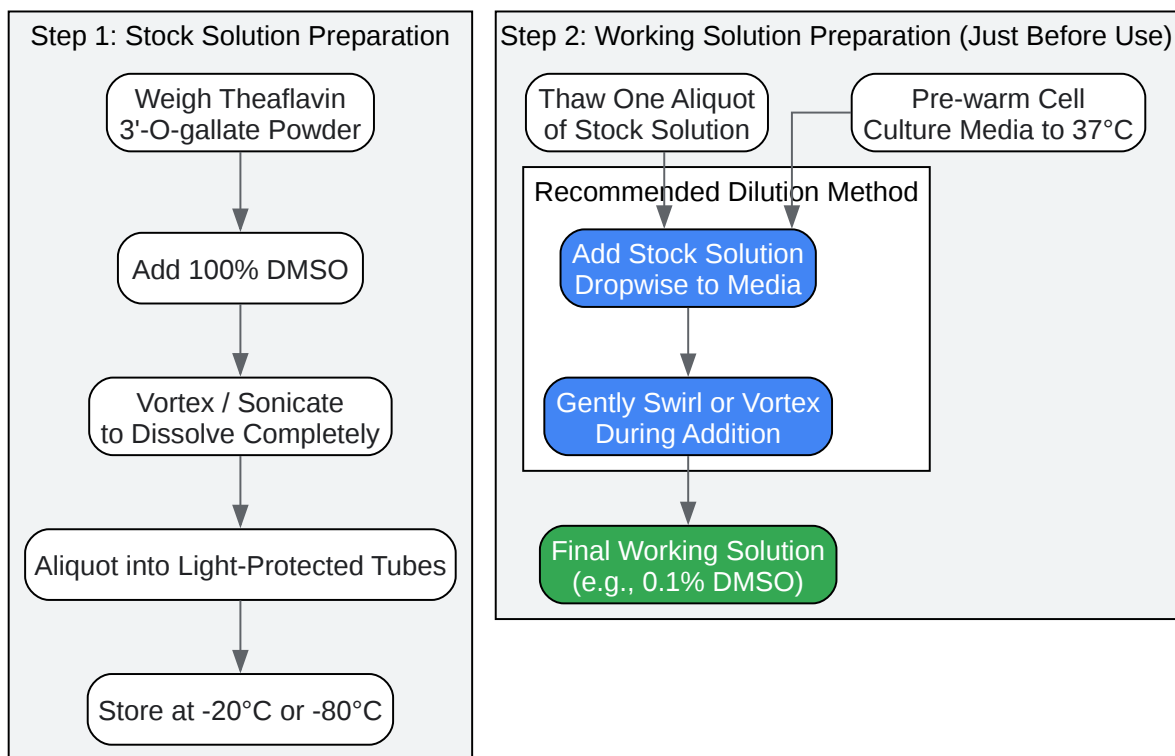 Step 1: Stock Solution Preparation
Weigh Theaflavin
3'-O-gallate Powder
Add 100% DMSO
Vortex / Sonicate
to Dissolve Completely
Aliquot into Light-Protected Tubes
Store at -20°C or -80°C
Step 2: Working Solution Preparation (Just Before Use)
Thaw One Aliquot
of Stock Solution
Pre-warm Cell
Culture Media to 37°C
Recommended Dilution Method
Add Stock Solution
Dropwise to Media
Gently Swirl or Vortex
During Addition
Final Working Solution
(e.g., 0.1% DMSO)